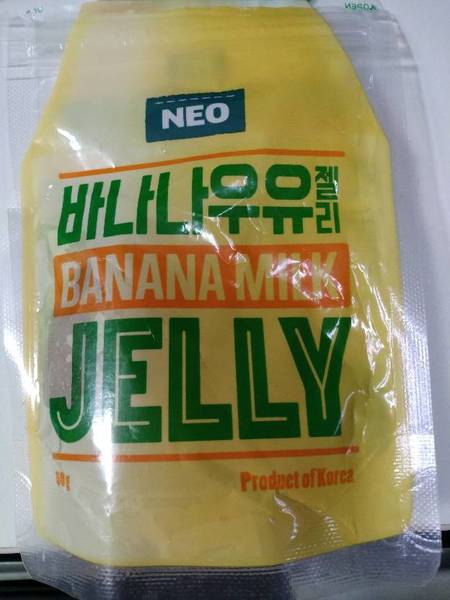 NEO
바나나우유젤리
BANANA MILK
JELLY
Product of Korea